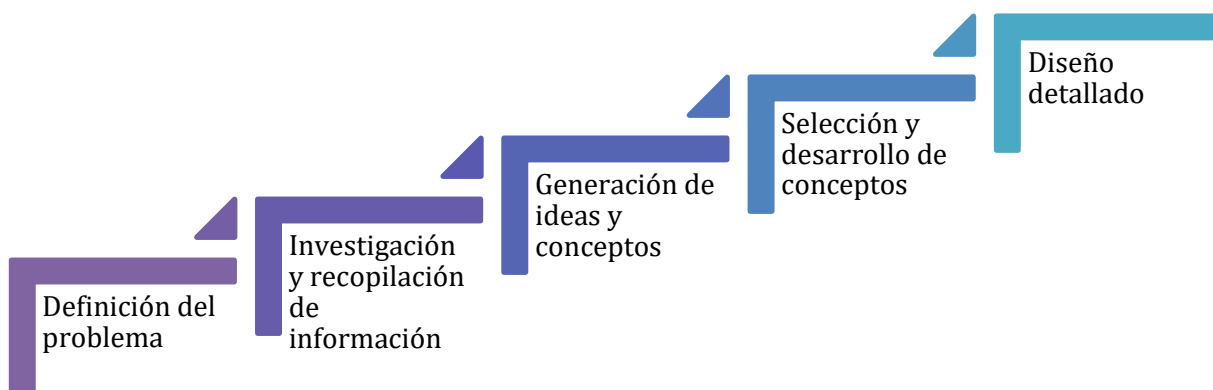 Definición del
problema
Investigación
y recopilación
de
información
Generación de
ideas y
conceptos
Selección y
desarrollo de
conceptos
Diseño
detallado